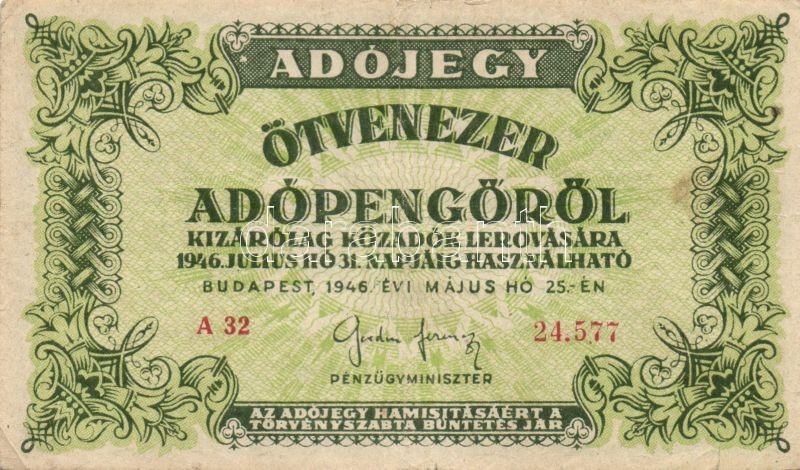 ADÓJEGY
ÖTVENEZER
ADÓPENGŐRŐL
KIZÁRÓLAG KÖZADÓK LEROVÁSÁRA
1946. JULIUS HÓ 31. NAPJÁIG HASZNÁLHATÓ
BUDAPEST, 1946. ÉVI MÁJUS HÓ 25.-ÉN
A 32 24.577
PÉNZÜGYMINISZTER
AZ ADÓJEGY HAMISITÁSÁÉRT A
TÖRVÉNYSZABTA BÜNTETÉS JÁR